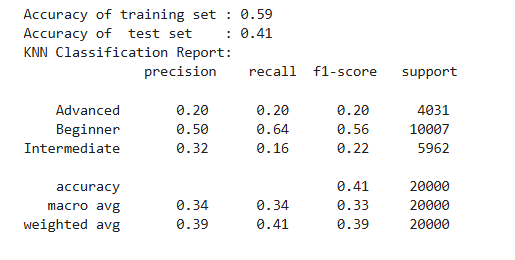 Accuracy of training set : 0.59
Accuracy of  test set    : 0.41
KNN Classification Report:
              precision    recall  f1-score   support

    Advanced       0.20      0.20      0.20      4031
    Beginner       0.50      0.64      0.56     10007
Intermediate       0.32      0.16      0.22      5962

    accuracy                           0.41     20000
   macro avg       0.34      0.34      0.33     20000
weighted avg       0.39      0.41      0.39     20000